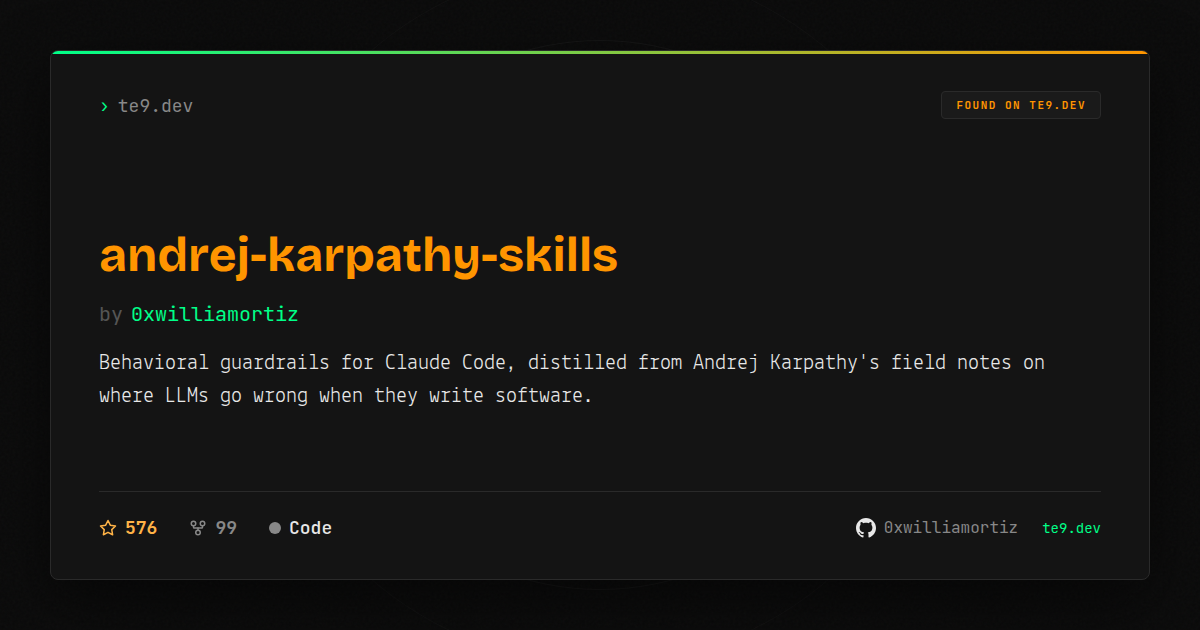 › te9.dev
FOUND ON TE9.DEV
andrej-karpathy-skills
by 0xwilliamortiz
Behavioral guardrails for Claude Code, distilled from Andrej Karpathy's field notes on
where LLMs go wrong when they write software.
576 99 Code
0xwilliamortiz te9.dev